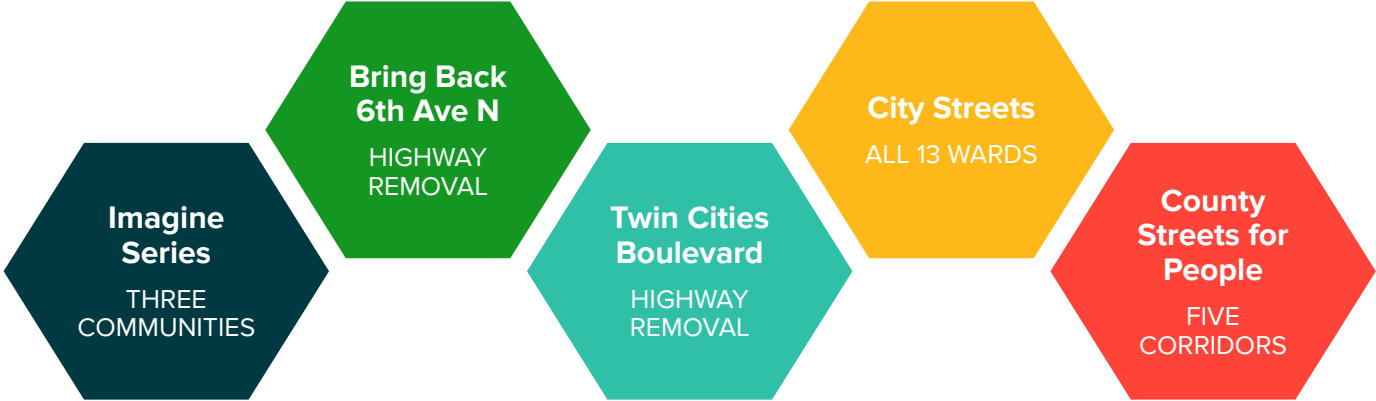 Imagine
Series
THREE
COMMUNITIES
Bring Back
6th Ave N
HIGHWAY
REMOVAL
Twin Cities
Boulevard
HIGHWAY
REMOVAL
City Streets
ALL 13 WARDS
County
Streets for
People
FIVE
CORRIDORS